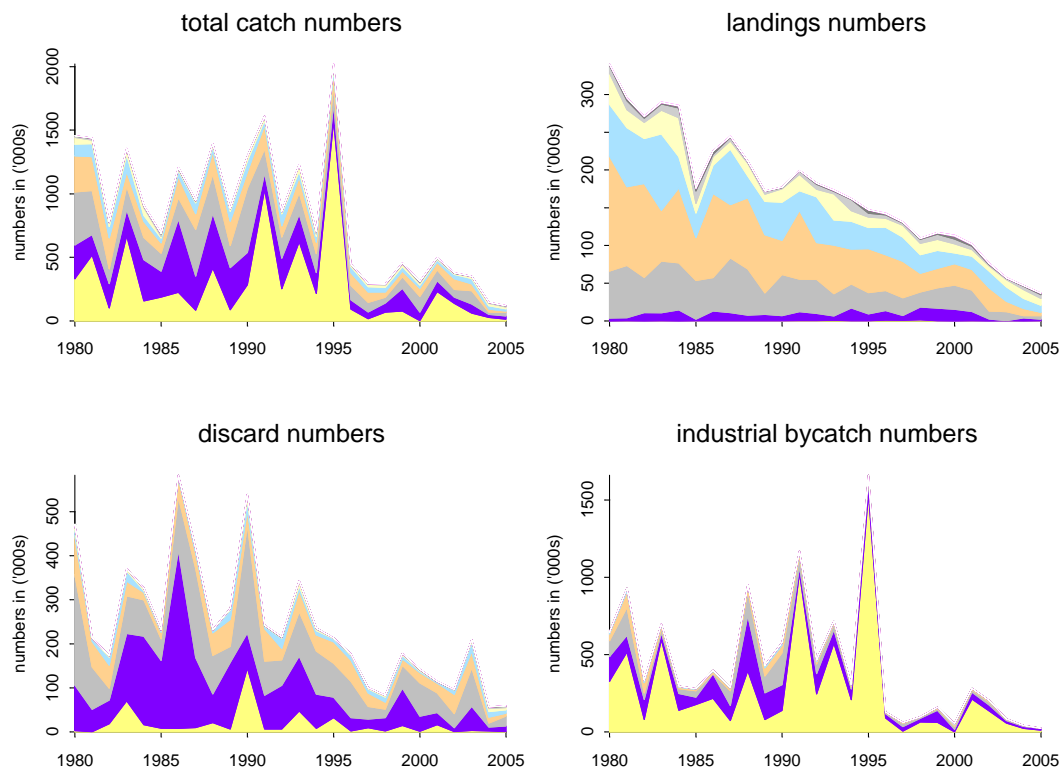 total catch numbers
numbers in ('000s)
0 500 1000 1500 2000
1980 1985 1990 1995 2000 2005
landings numbers
numbers in ('000s)
0 100 200 300
1980 1985 1990 1995 2000 2005
discard numbers
numbers in ('000s)
0 100 200 300 400 500
1980 1985 1990 1995 2000 2005
industrial bycatch numbers
numbers in ('000s)
0 500 1000 1500
1980 1985 1990 1995 2000 2005